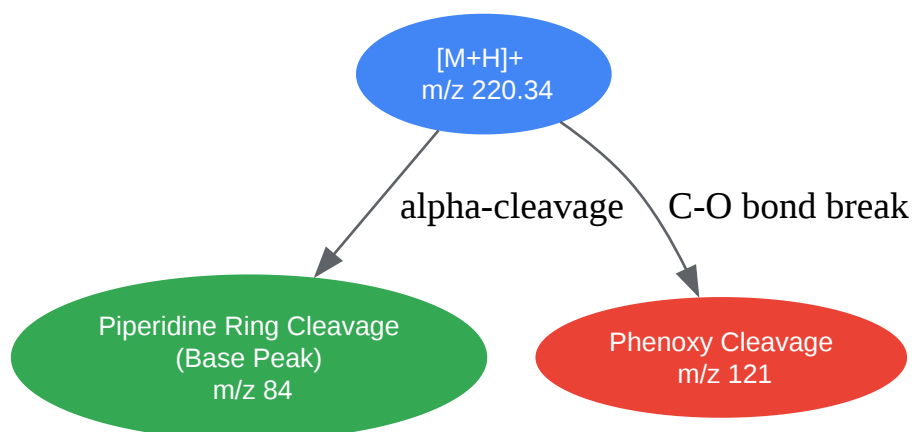 [M+H]+
m/z 220.34
alpha-cleavage
C-O bond break
Piperidine Ring Cleavage
(Base Peak)
m/z 84
Phenoxy Cleavage
m/z 121